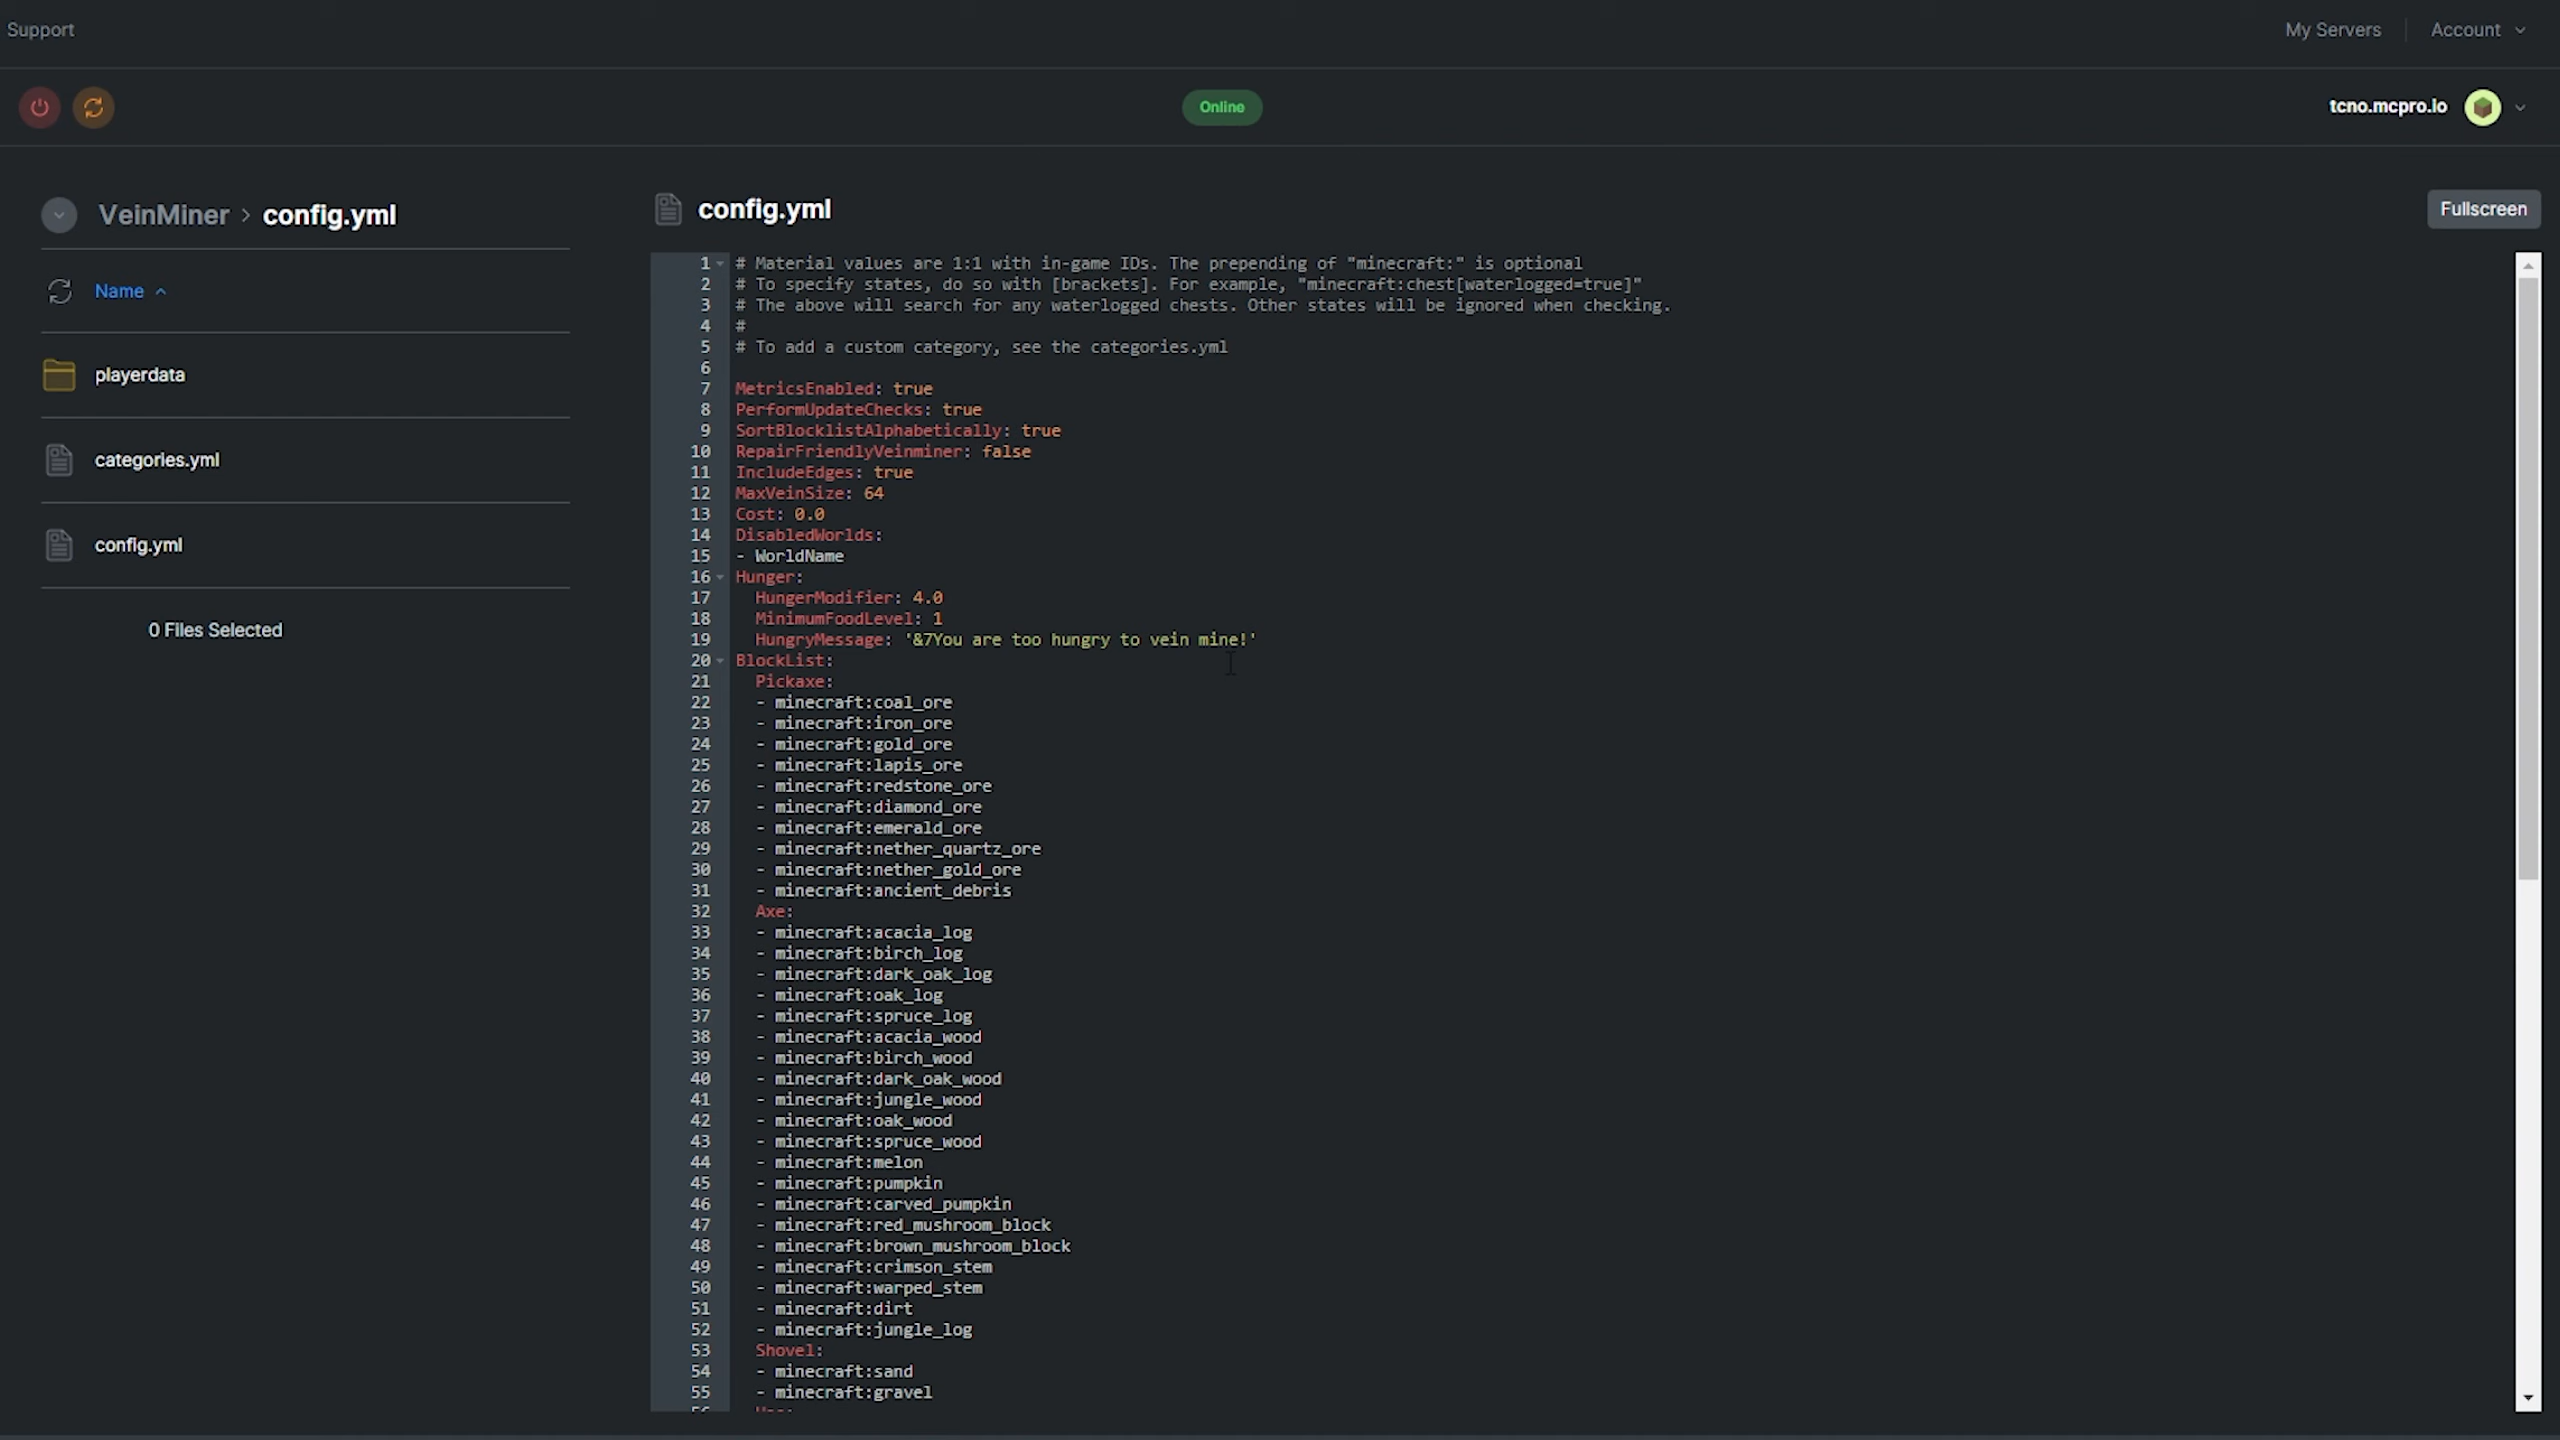 Support
My Servers
Account
Online
tcno.mcpro.io
VeinMiner > config.yml
Name
playerdata
categories.yml
config.yml
0 Files Selected
config.yml
Fullscreen
1 # Material values are 1:1 with in-game IDs. The prepending of "minecraft:" is optional
2 # To specify states, do so with [brackets]. For example, "minecraft:chest[waterlogged=true]"
3 # The above will search for any waterlogged chests. Other states will be ignored when checking.
4 #
5 # To add a custom category, see the categories.yml
6
7 MetricsEnabled: true
8 PerformUpdateChecks: true
9 SortBlocklistAlphabetically: true
10 RepairFriendlyVeinminer: false
11 IncludeEdges: true
12 MaxVeinSize: 64
13 Cost: 0.0
14 DisabledWorlds:
15 - WorldName
16 Hunger:
17 HungerModifier: 4.0
18 MinimumFoodLevel: 1
19 HungryMessage: '&7You are too hungry to vein mine!'
20 BlockList:
21 Pickaxe:
22 - minecraft:coal_ore
23 - minecraft:iron_ore
24 - minecraft:gold_ore
25 - minecraft:lapis_ore
26 - minecraft:redstone_ore
27 - minecraft:diamond_ore
28 - minecraft:emerald_ore
29 - minecraft:nether_quartz_ore
30 - minecraft:nether_gold_ore
31 - minecraft:ancient_debris
32 Axe:
33 - minecraft:acacia_log
34 - minecraft:birch_log
35 - minecraft:dark_oak_log
36 - minecraft:oak_log
37 - minecraft:spruce_log
38 - minecraft:acacia_wood
39 - minecraft:birch_wood
40 - minecraft:dark_oak_wood
41 - minecraft:jungle_wood
42 - minecraft:oak_wood
43 - minecraft:spruce_wood
44 - minecraft:melon
45 - minecraft:pumpkin
46 - minecraft:carved_pumpkin
47 - minecraft:red_mushroom_block
48 - minecraft:brown_mushroom_block
49 - minecraft:crimson_stem
50 - minecraft:warped_stem
51 - minecraft:dirt
52 - minecraft:jungle_log
53 Shovel:
54 - minecraft:sand
55 - minecraft:gravel